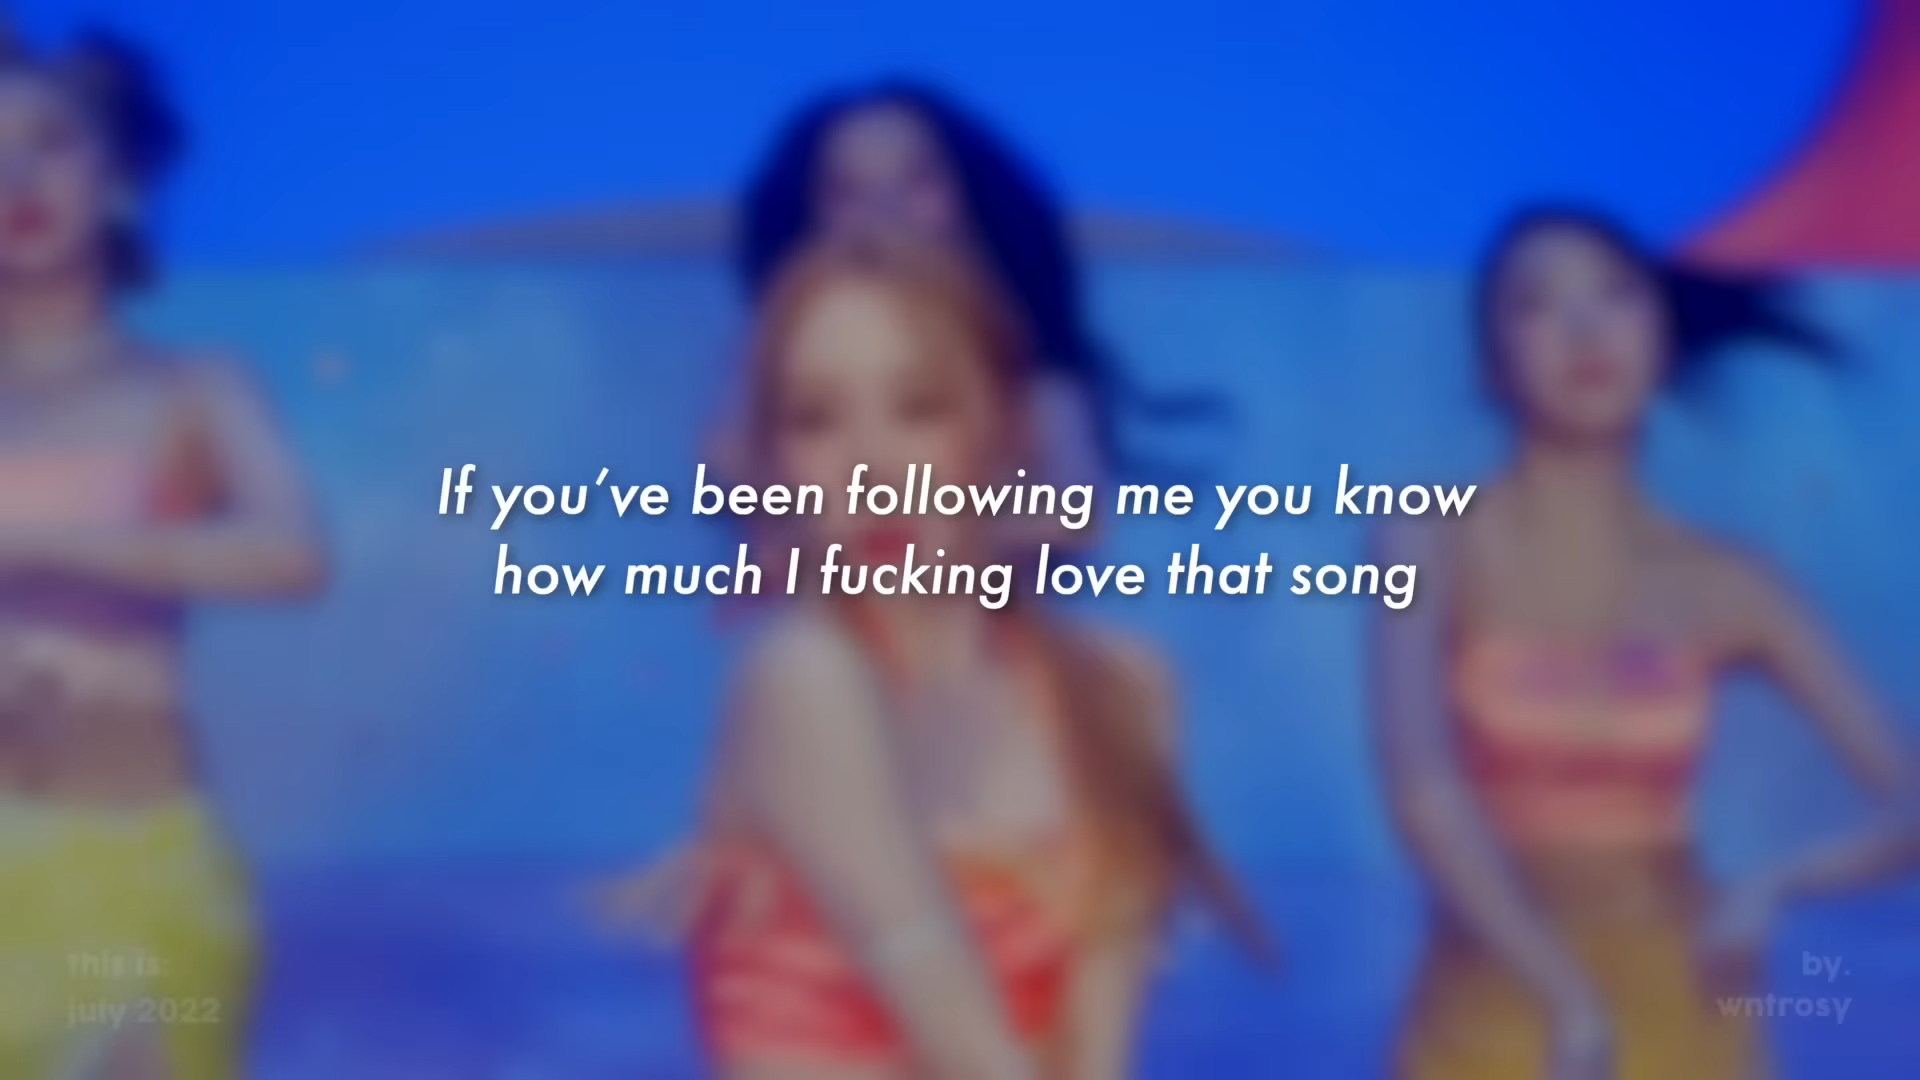 If you’ve been following me you know
how much I fucking love that song
this is:
july 2022
by.
wntrosy